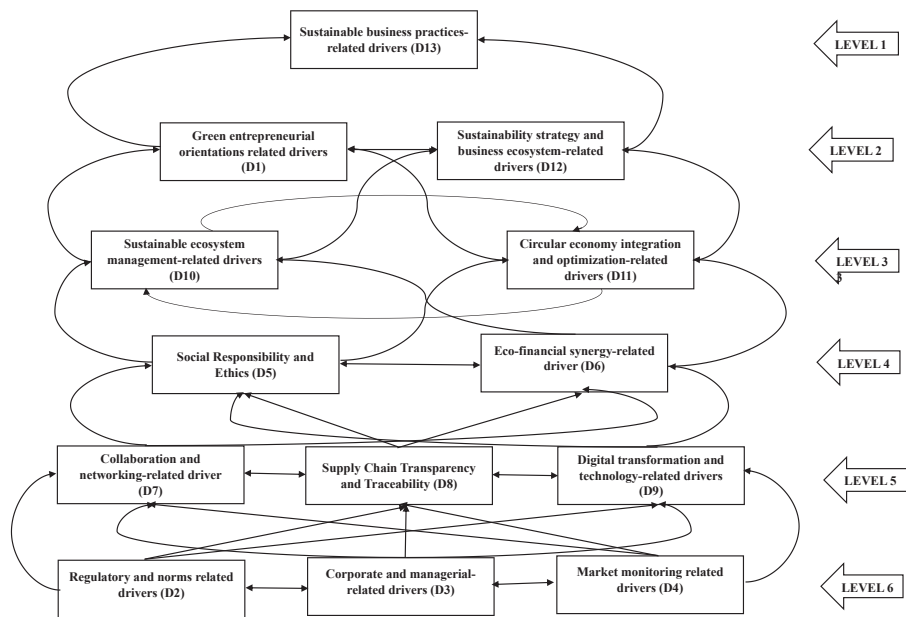 Sustainable business practices-
related drivers (D13)
LEVEL 1
Green entrepreneurial
orientations related drivers
(D1)
Sustainability strategy and
business ecosystem-related
drivers (D12)
LEVEL 2
Sustainable ecosystem
management-related drivers
(D10)
Circular economy integration
and optimization-related
drivers (D11)
LEVEL 3
3
Social Responsibility and
Ethics (D5)
Eco-financial synergy-related
driver (D6)
LEVEL 4
Collaboration and
networking-related driver
(D7)
Supply Chain Transparency
and Traceability (D8)
Digital transformation and
technology-related drivers
(D9)
LEVEL 5
Regulatory and norms related
drivers (D2)
Corporate and managerial-
related drivers (D3)
Market monitoring related
drivers (D4)
LEVEL 6